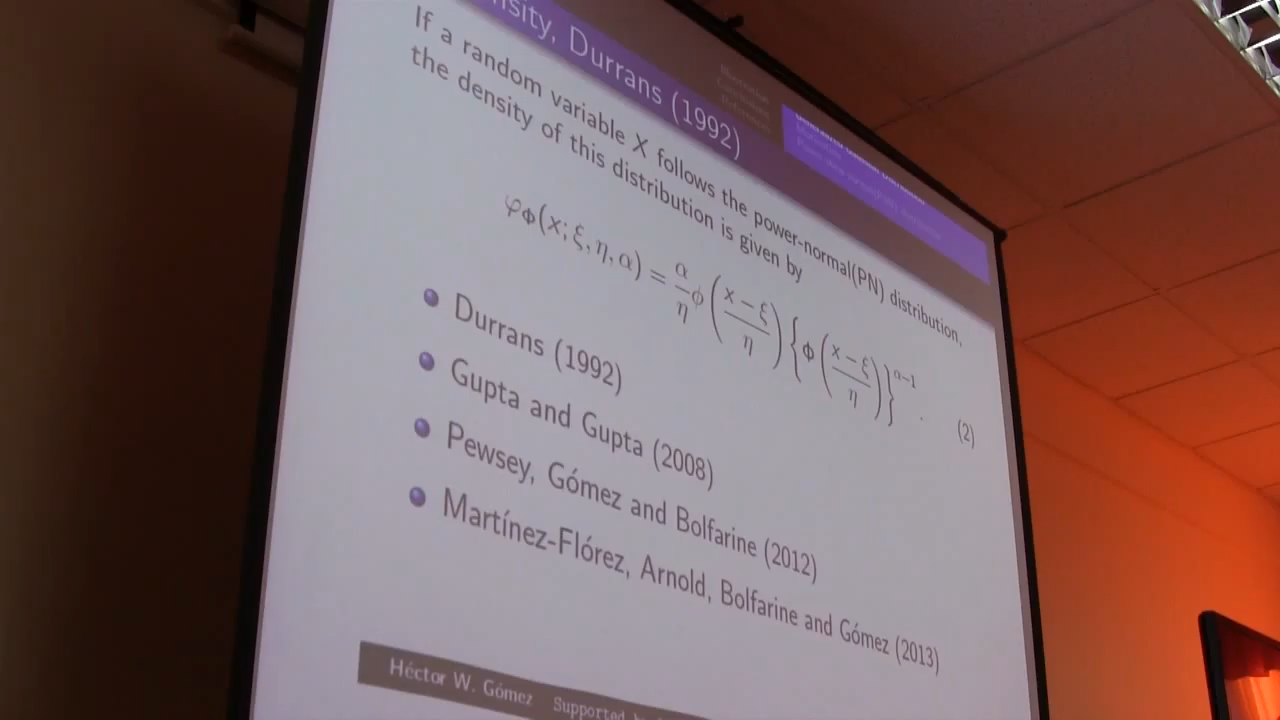 nsity, Durrans (1992)
If a random variable X follows the power-normal(PN) distribution,
the density of this distribution is given by
φ_Φ(x; ξ, η, α) = α/η ϕ((x − ξ)/η) {Φ((x − ξ)/η)}^{α−1}. (2)
Durrans (1992)
Gupta and Gupta (2008)
Pewsey, Gómez and Bolfarine (2012)
Martínez-Flórez, Arnold, Bolfarine and Gómez (2013)
Héctor W. Gómez Supported